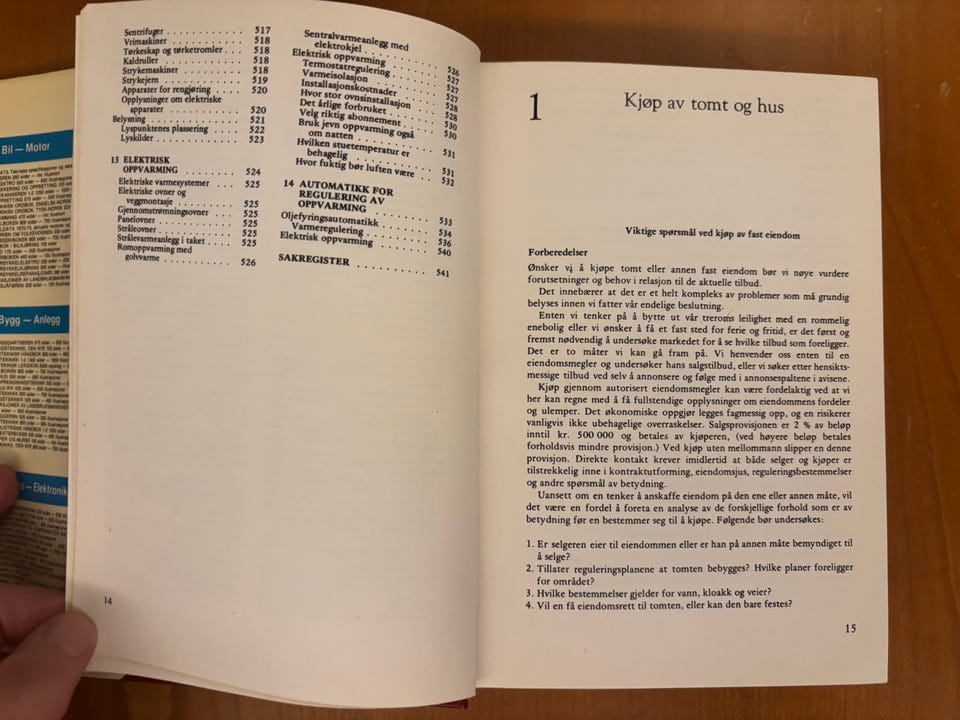 Bil — Motor
Bygg — Anlegg
Elektronik
Sentrifuger . . . . . . . . . . . . 517
Vrimaskiner . . . . . . . . . . . . 518
Tørkeskap og tørketromler . . . 518
Kaldruller . . . . . . . . . . . . . 518
Strykemaskiner . . . . . . . . . . 518
Strykejern . . . . . . . . . . . . . 519
Apparater for rengjøring . . . . 520
Opplysninger om elektriske
apparater . . . . . . . . . . . . . 520
Belysning . . . . . . . . . . . . . . 521
Lyspunktenes plassering . . . . 522
Lyskilder . . . . . . . . . . . . . . 523
13 ELEKTRISK
OPPVARMING . . . . . . . . . 524
Elektriske varmesystemer . . . . 525
Elektriske ovner og
veggmontasje . . . . . . . . . . 525
Gjennomstrømningsovner . . . . 525
Panelovner . . . . . . . . . . . . . 525
Stråleovner . . . . . . . . . . . . 525
Strålevarmeanlegg i taket . . . . 525
Romoppvarming med
golvvarme . . . . . . . . . . . . 526
Sentralvarmeanlegg med
elektrokjel . . . . . . . . . . . 526
Elektrisk oppvarming . . . . . . . 527
Termostatregulering . . . . . . . 527
Varmeisolasjon . . . . . . . . . . 527
Installasjonskostnader . . . . . . 528
Hvor stor ovnsinstallasjon . . . 528
Det årlige forbruket . . . . . . . 530
Velg riktig abonnement . . . . . 530
Bruk jevn oppvarming også
om natten . . . . . . . . . . . . 531
Hvilken stuetemperatur er
behagelig . . . . . . . . . . . . 531
Hvor fuktig bør luften være . . 532
14 AUTOMATIKK FOR
REGULERING AV
OPPVARMING . . . . . . . . 533
Oljefyringsautomatikk . . . . . . 534
Varmeregulering . . . . . . . . . 536
Elektrisk oppvarming . . . . . . . 540
SAKREGISTER . . . . . . . . . . 541
14
1
Kjøp av tomt og hus
Viktige spørsmål ved kjøp av fast eiendom
Forberedelser
Ønsker vi å kjøpe tomt eller annen fast eiendom bør vi nøye vurdere
forutsetninger og behov i relasjon til de aktuelle tilbud.
Det innebærer at det er et helt kompleks av problemer som må grundig
belyses innen vi fatter vår endelige beslutning.
Enten vi tenker på å bytte ut vår treroms leilighet med en rommelig
enebolig eller vi ønsker å få et fast sted for ferie og fritid, er det først og
fremst nødvendig å undersøke markedet for å se hvilke tilbud som foreligger.
Det er to måter vi kan gå fram på. Vi henvender oss enten til en
eiendomsmegler og undersøker hans salgstilbud, eller vi søker etter hensikts-
messige tilbud ved selv å annonsere og følge med i annonsespaltene i avisene.
Kjøp gjennom autorisert eiendomsmegler kan være fordelaktig ved at vi
her kan regne med å få fullstendige opplysninger om eiendommens fordeler
og ulemper. Det økonomiske oppgjør legges fagmessig opp, og en risikerer
vanligvis ikke ubehagelige overraskelser. Salgsprovisjonen er 2 % av beløp
inntil kr. 500 000 og betales av kjøperen, (ved høyere beløp betales
forholdsvis mindre provisjon.) Ved kjøp uten mellommann slipper en denne
provisjon. Direkte kontakt krever imidlertid at både selger og kjøper er
tilstrekkelig inne i kontraktutforming, eiendomsjus, reguleringsbestemmelser
og andre spørsmål av betydning.
Uansett om en tenker å anskaffe eiendom på den ene eller annen måte, vil
det være en fordel å foreta en analyse av de forskjellige forhold som er av
betydning før en bestemmer seg til å kjøpe. Følgende bør undersøkes:
1. Er selgeren eier til eiendommen eller er han på annen måte bemyndiget til
å selge?
2. Tillater reguleringsplanene at tomten bebygges? Hvilke planer foreligger
for området?
3. Hvilke bestemmelser gjelder for vann, kloakk og veier?
4. Vil en få eiendomsrett til tomten, eller kan den bare festes?
15